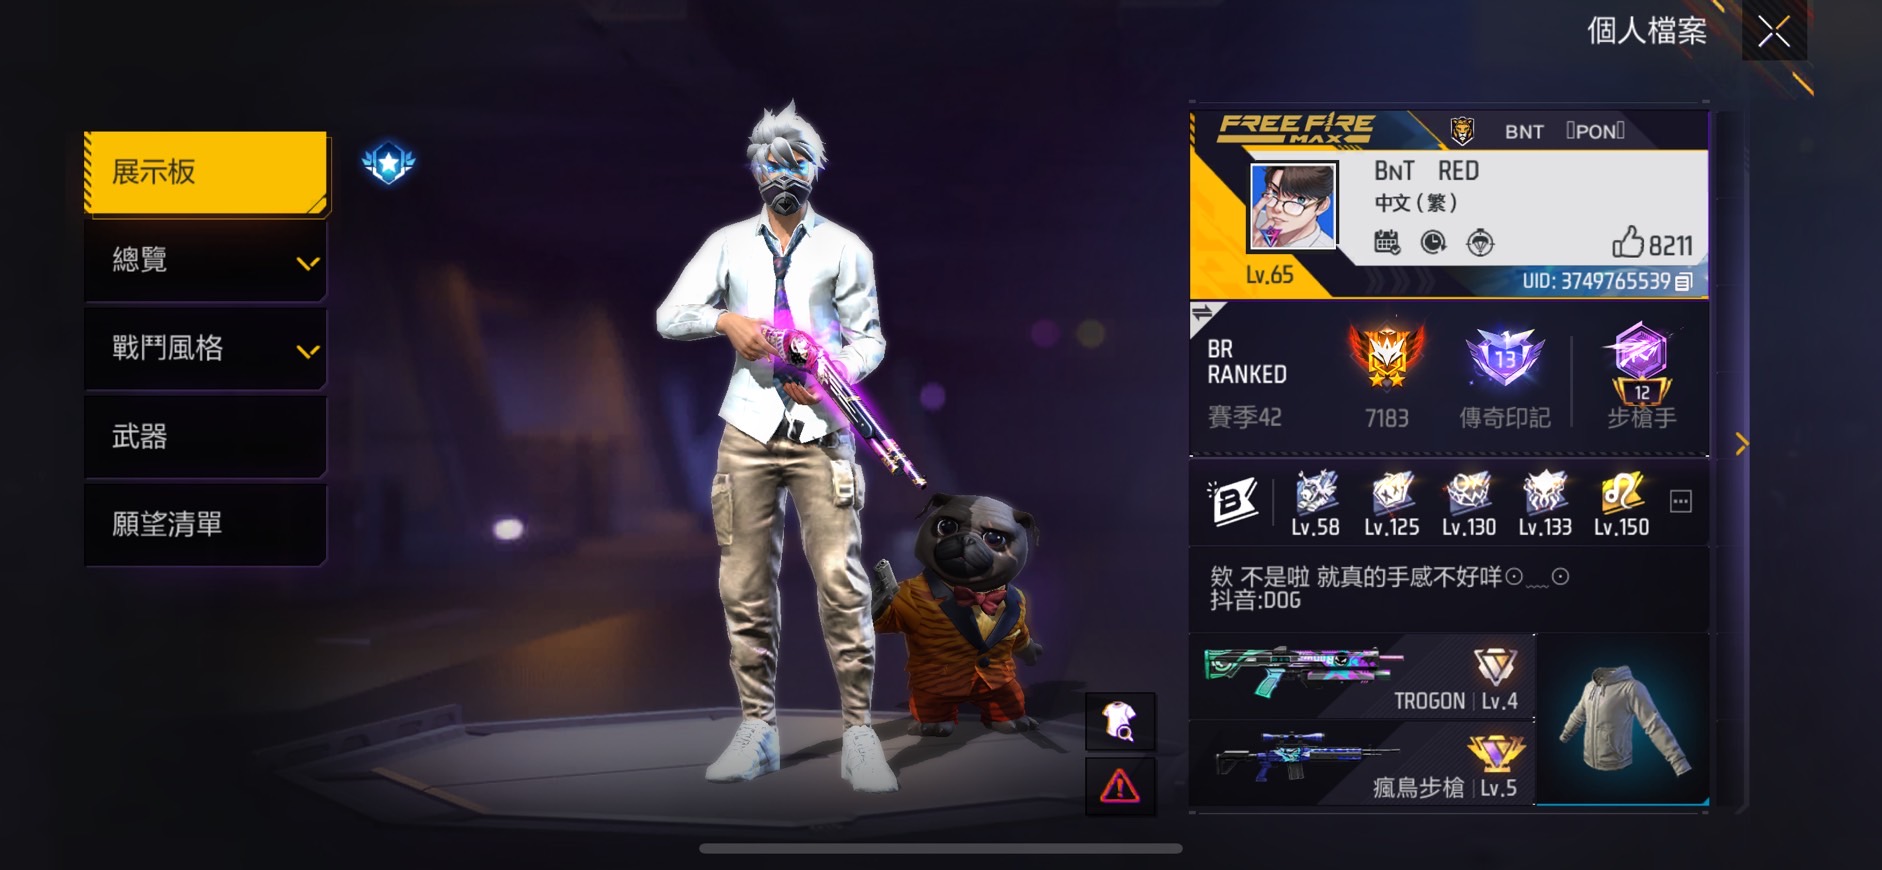 個人檔案
展示板
總覽
戰鬥風格
武器
願望清單
FREE FIRE
MAX
BNT ▯PON▯
BNT RED
中文(繁)
8211
Lv.65
UID: 3749765539
BR
RANKED
賽季42
7183
13
傳奇印記
12
步槍手
B
Lv.58 Lv.125 Lv.130 Lv.133 Lv.150
欸 不是啦 就真的手感不好咩⊙﹏⊙
抖音:DOG
TROGON Lv.4
瘋鳥步槍 Lv.5